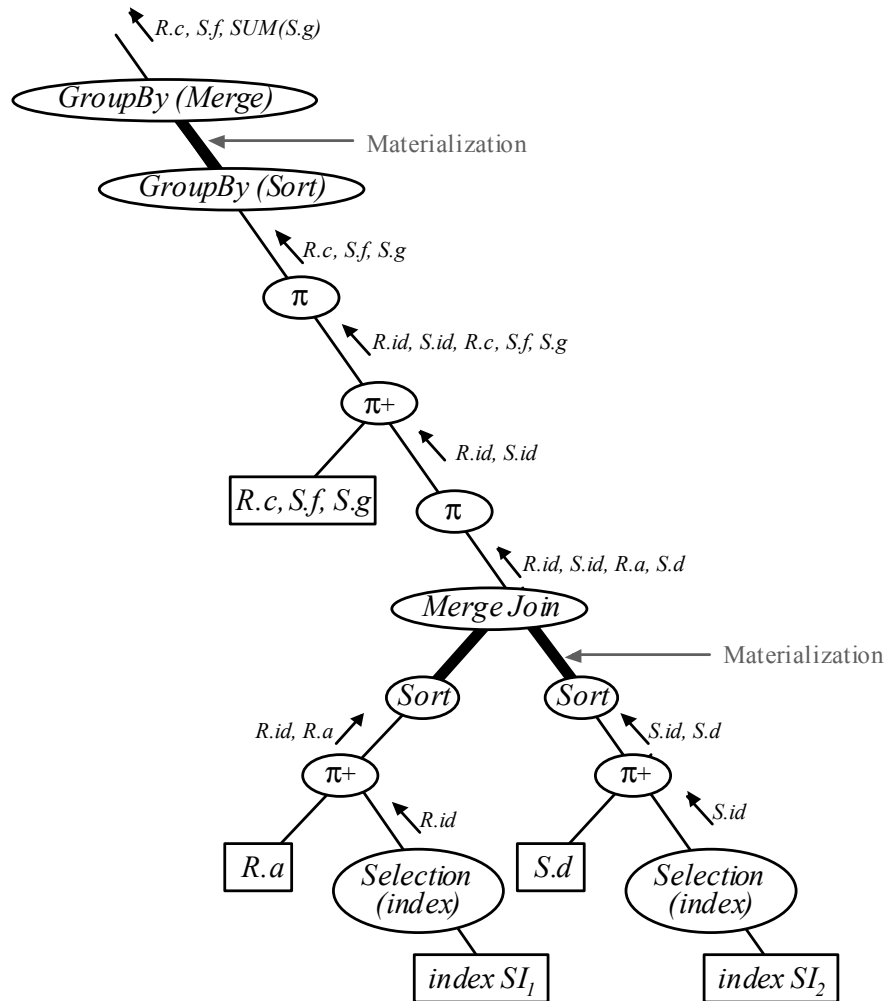 R.c, S.f, SUM(S.g)
GroupBy (Merge)
Materialization
GroupBy (Sort)
R.c, S.f, S.g
π
R.id, S.id, R.c, S.f, S.g
π+
R.id, S.id
R.c, S.f, S.g
π
R.id, S.id, R.a, S.d
Merge Join
Materialization
Sort
Sort
R.id, R.a
S.id, S.d
π+
π+
R.id
S.id
R.a
Selection
(index)
S.d
Selection
(index)
index SI₁
index SI₂